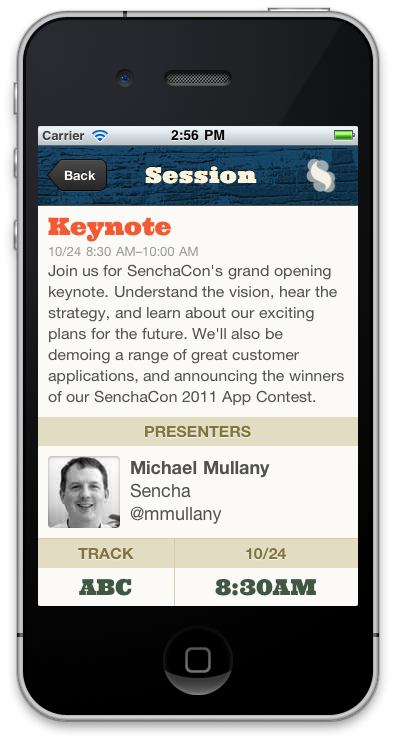 Carrier 2:56 PM
Back Session
Keynote
10/24 8:30 AM–10:00 AM
Join us for SenchaCon's grand opening
keynote. Understand the vision, hear the
strategy, and learn about our exciting
plans for the future. We'll also be
demoing a range of great customer
applications, and announcing the winners
of our SenchaCon 2011 App Contest.
PRESENTERS
Michael Mullany
Sencha
@mmullany
TRACK 10/24
ABC 8:30AM